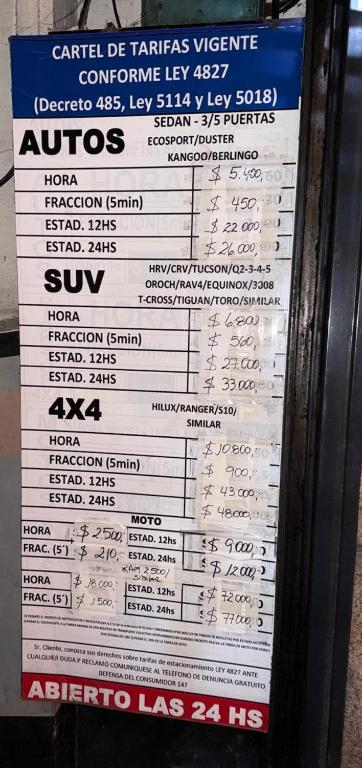 CARTEL DE TARIFAS VIGENTE
CONFORME LEY 4827
(Decreto 485, Ley 5114 y Ley 5018)
AUTOS
SEDAN - 3/5 PUERTAS
ECOSPORT/DUSTER
KANGOO/BERLINGO
HORA $ 5.400,
FRACCION (5min) $ 450,
ESTAD. 12HS $ 22.000,
ESTAD. 24HS $ 26.000,
SUV
HRV/CRV/TUCSON/Q2-3-4-5
OROCH/RAV4/EQUINOX/3008
T-CROSS/TIGUAN/TORO/SIMILAR
HORA $ 6.800,
FRACCION (5min) $ 560,
ESTAD. 12HS $ 27.000,
ESTAD. 24HS $ 33.000,
4X4
HILUX/RANGER/S10/
SIMILAR
HORA $ 10.800,
FRACCION (5min) $ 900,
ESTAD. 12HS $ 43.000,
ESTAD. 24HS $ 48.000,
MOTO
HORA $ 2.500, ESTAD. 12hs $ 9.000,
FRAC. (5´) $ 210, ESTAD. 24hs $ 12.000,
RAM 2500/
Similar
HORA $ 18.000, ESTAD. 12hs $ 72.000
FRAC. (5´) $ 1.500, ESTAD. 24hs $ 77.000
Sr. Cliente, conozca sus derechos sobre tarifas de estacionamiento LEY 4827 ANTE
CUALQUIER DUDA P RECLAMO COMUNIQUESE AL TELEFONO DE DENUNCIA GRATUITO
DEFENSA DEL CONSUMIDOR 147
ABIERTO LAS 24 HS